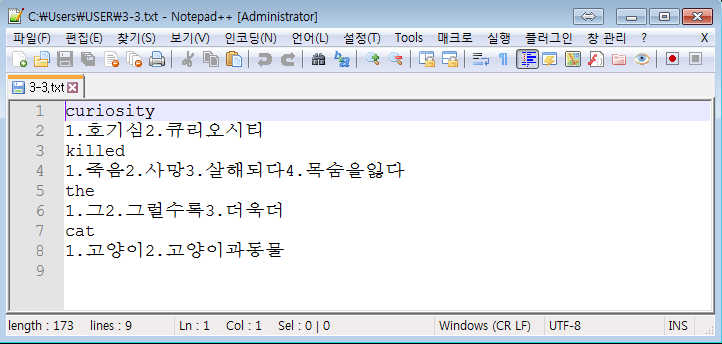 C:₩Users₩USER₩3-3.txt - Notepad++ [Administrator]
파일(F) 편집(E) 찾기(S) 보기(V) 인코딩(N) 언어(L) 설정(T) Tools 매크로 실행 플러그인 창 관리 ? X
3-3.txt
1 curiosity
2 1.호기심2.큐리오시티
3 killed
4 1.죽음2.사망3.살해되다4.목숨을잃다
5 the
6 1.그2.그럴수록3.더욱더
7 cat
8 1.고양이2.고양이과동물
9
length : 173 lines : 9 Ln : 1 Col : 1 Sel : 0 | 0 Windows (CR LF) UTF-8 INS